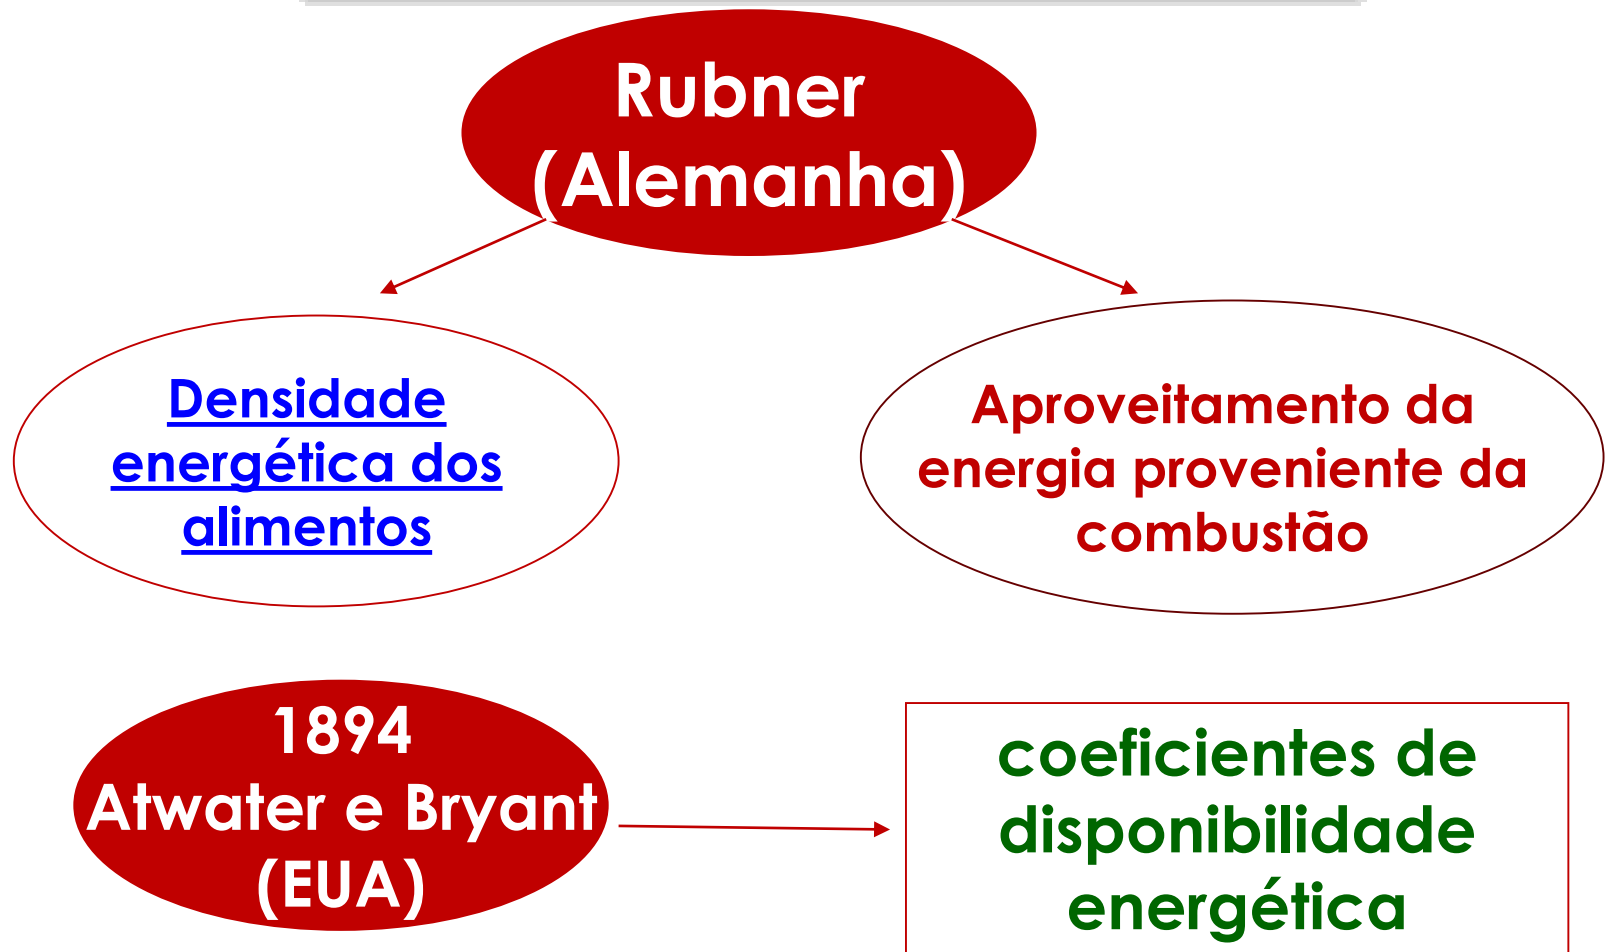 Rubner
(Alemanha)
Densidade
energética dos
alimentos
Aproveitamento da
energia proveniente da
combustão
1894
Atwater e Bryant
(EUA)
coeficientes de
disponibilidade
energética